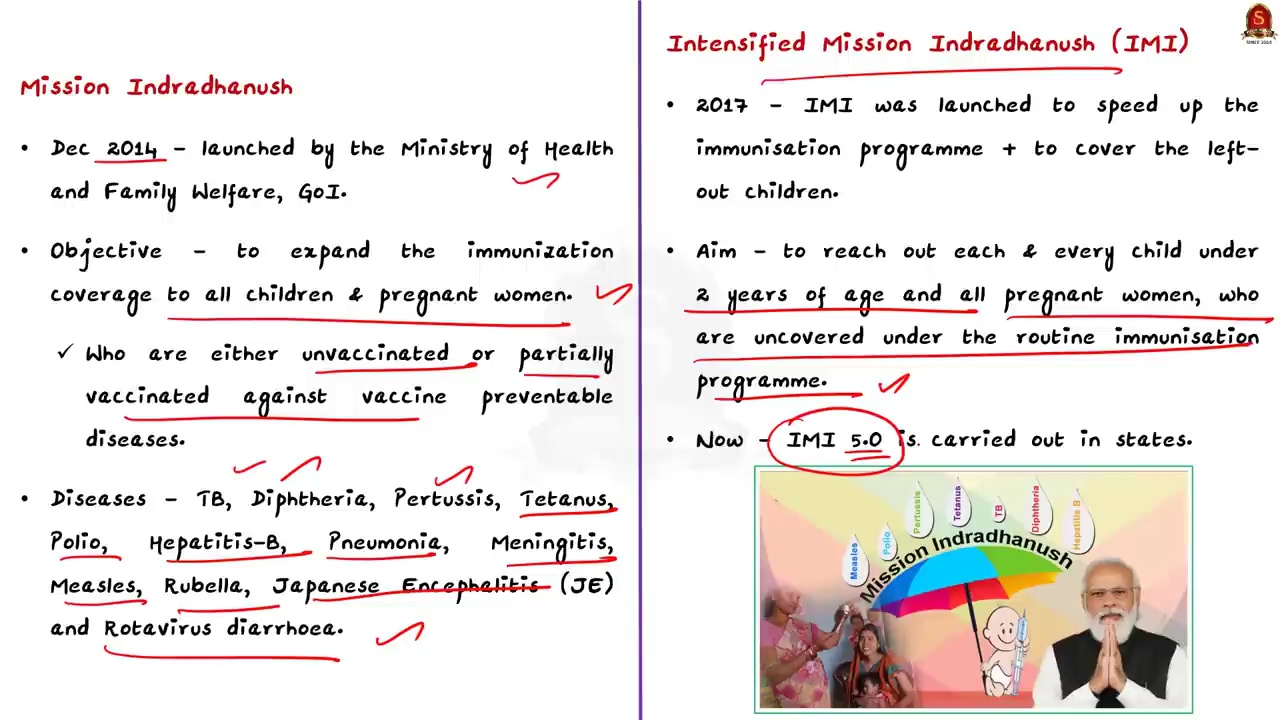 Mission Indradhanush
• Dec 2014 – launched by the Ministry of Health
and Family Welfare, GoI.
• Objective – to expand the immunization
coverage to all children & pregnant women.
✓ Who are either unvaccinated or partially
vaccinated against vaccine preventable
diseases.
• Diseases – TB, Diphtheria, Pertussis, Tetanus,
Polio, Hepatitis-B, Pneumonia, Meningitis,
Measles, Rubella, Japanese Encephalitis (JE)
and Rotavirus diarrhoea.
Intensified Mission Indradhanush (IMI)
• 2017 – IMI was launched to speed up the
immunisation programme + to cover the left-
out children.
• Aim – to reach out each & every child under
2 years of age and all pregnant women, who
are uncovered under the routine immunisation
programme.
• Now – IMI 5.0 is carried out in states.
Measles
Polio
Pertussis
Tetanus
TB
Diphtheria
Hepatitis B
Mission Indradhanush
S
SINCE 2004